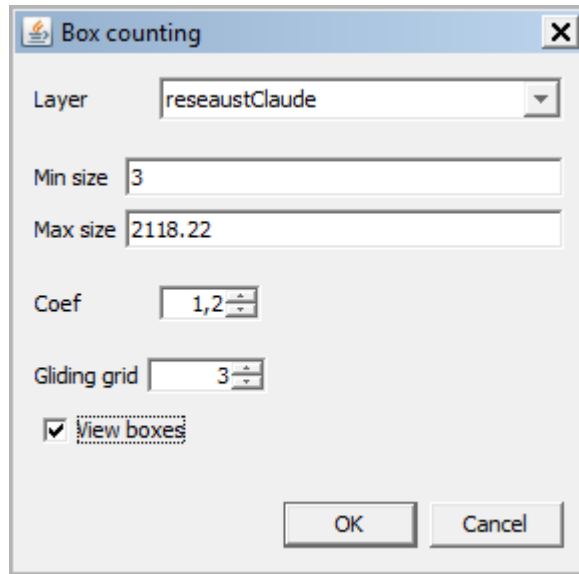 Box counting
Layer reseaustClaude
Min size 3
Max size 2118.22
Coef 1,2
Gliding grid 3
View boxes
OK Cancel